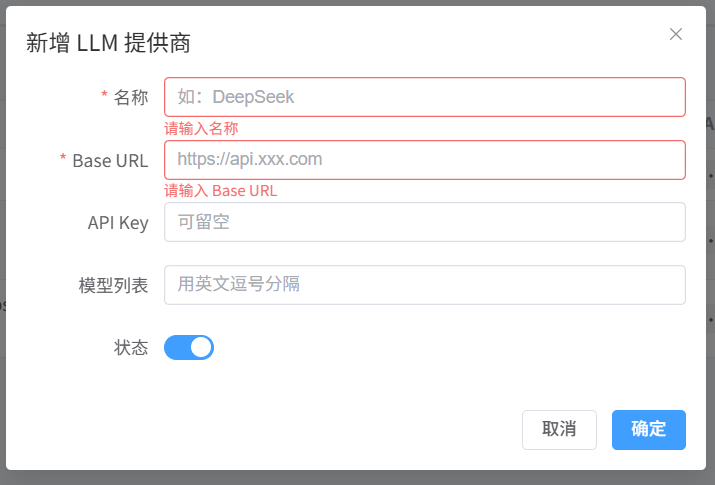 新增 LLM 提供商
* 名称
如：DeepSeek
请输入名称
* Base URL
https://api.xxx.com
请输入 Base URL
API Key
可留空
模型列表
用英文逗号分隔
状态
取消
确定